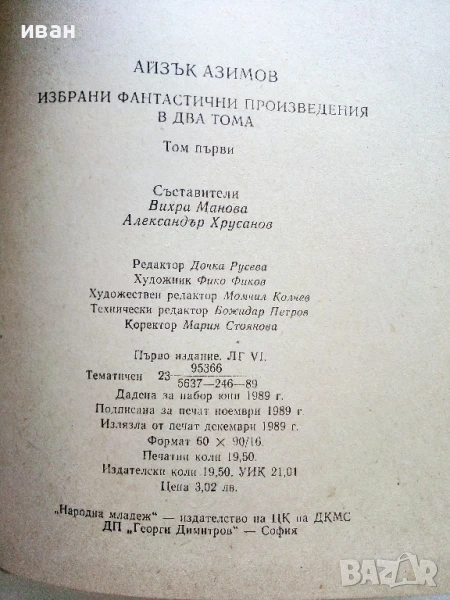 иван
АЙЗЪК АЗИМОВ
ИЗБРАНИ ФАНТАСТИЧНИ ПРОИЗВЕДЕНИЯ
В ДВА ТОМА
Том първи
Съставители
Вихра Манова
Александър Хрусанов
Редактор Дочка Русева
Художник Фико Фиков
Художествен редактор Момчил Колчев
Технически редактор Божидар Петров
Коректор Мария Стоянова
Първо издание. ЛГ VI.
Тематичен 23 95366
5637—246—89
Дадена за набор юни 1989 г.
Подписана за печат ноември 1989 г.
Излязла от печат декември 1989 г.
Формат 60 × 90/16.
Печатни коли 19,50.
Издателски коли 19,50. УИК 21,01
Цена 3,02 лв.
„Народна младеж“ — издателство на ЦК на ДКМС
ДП „Георги Димитров“ — София
BAZAR.bg